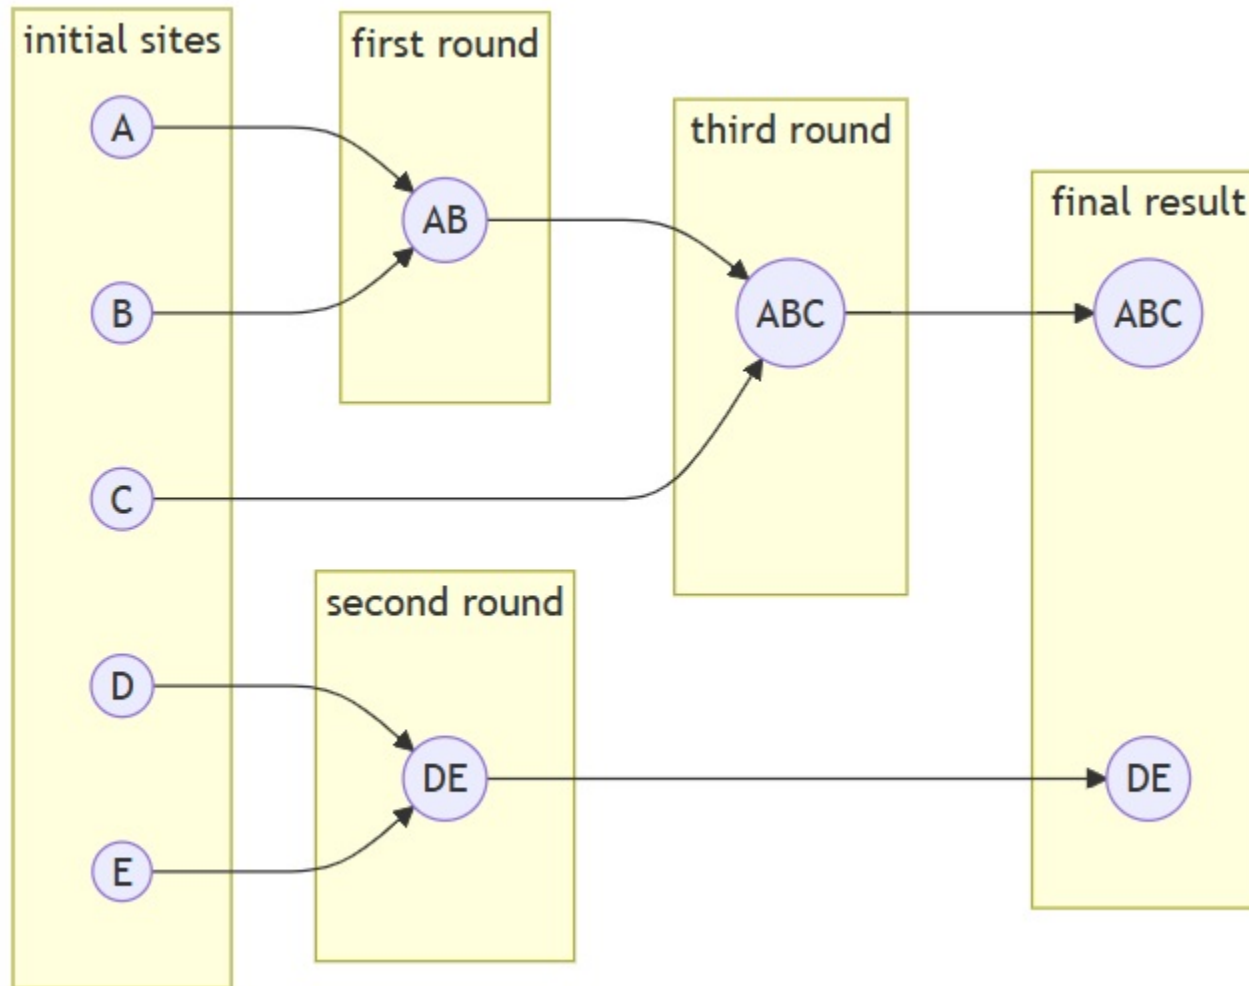 initial sites
A
B
C
D
E
first round
AB
second round
DE
third round
ABC
final result
ABC
DE